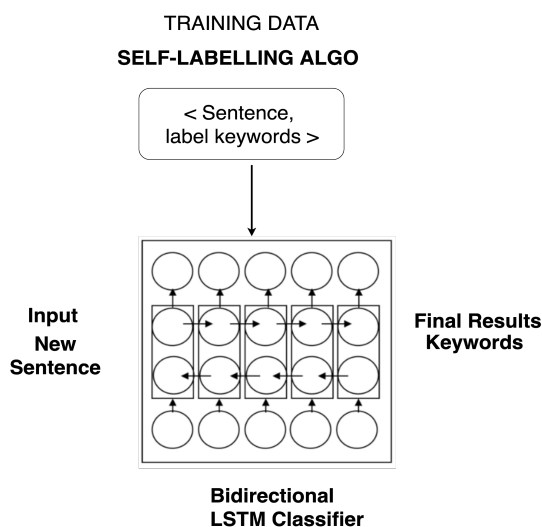 TRAINING DATA
SELF-LABELLING ALGO
< Sentence,
label keywords >
Input
New
Sentence
Final Results
Keywords
Bidirectional
LSTM Classifier